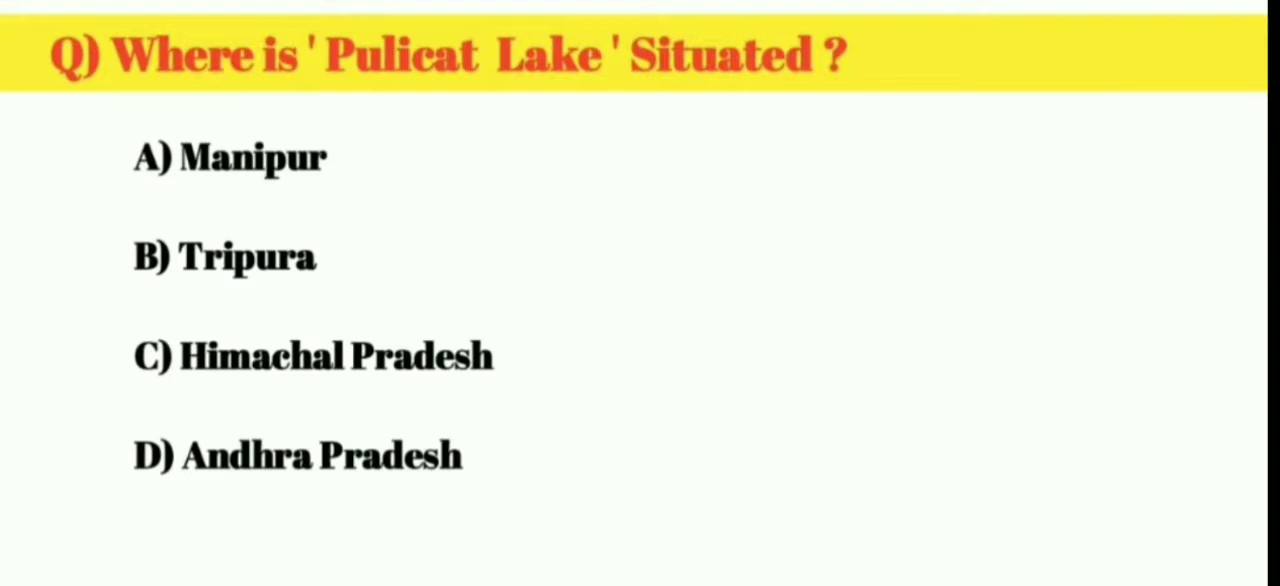 Q) Where is ' Pulicat Lake ' Situated ?
A) Manipur
B) Tripura
C) Himachal Pradesh
D) Andhra Pradesh